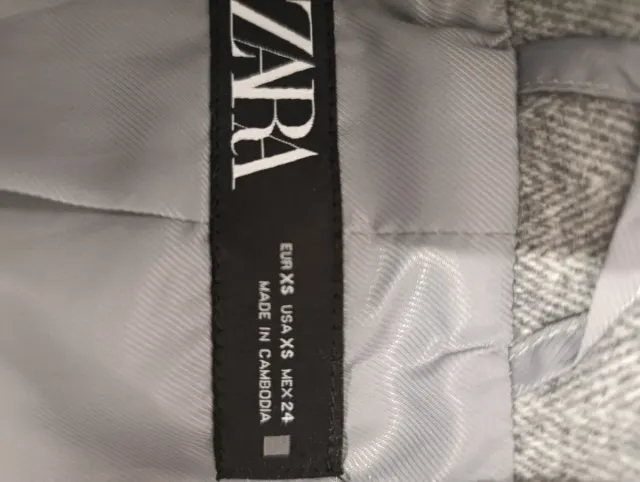 ZARA
EUR XS USA XS MEX 24
MADE IN CAMBODIA